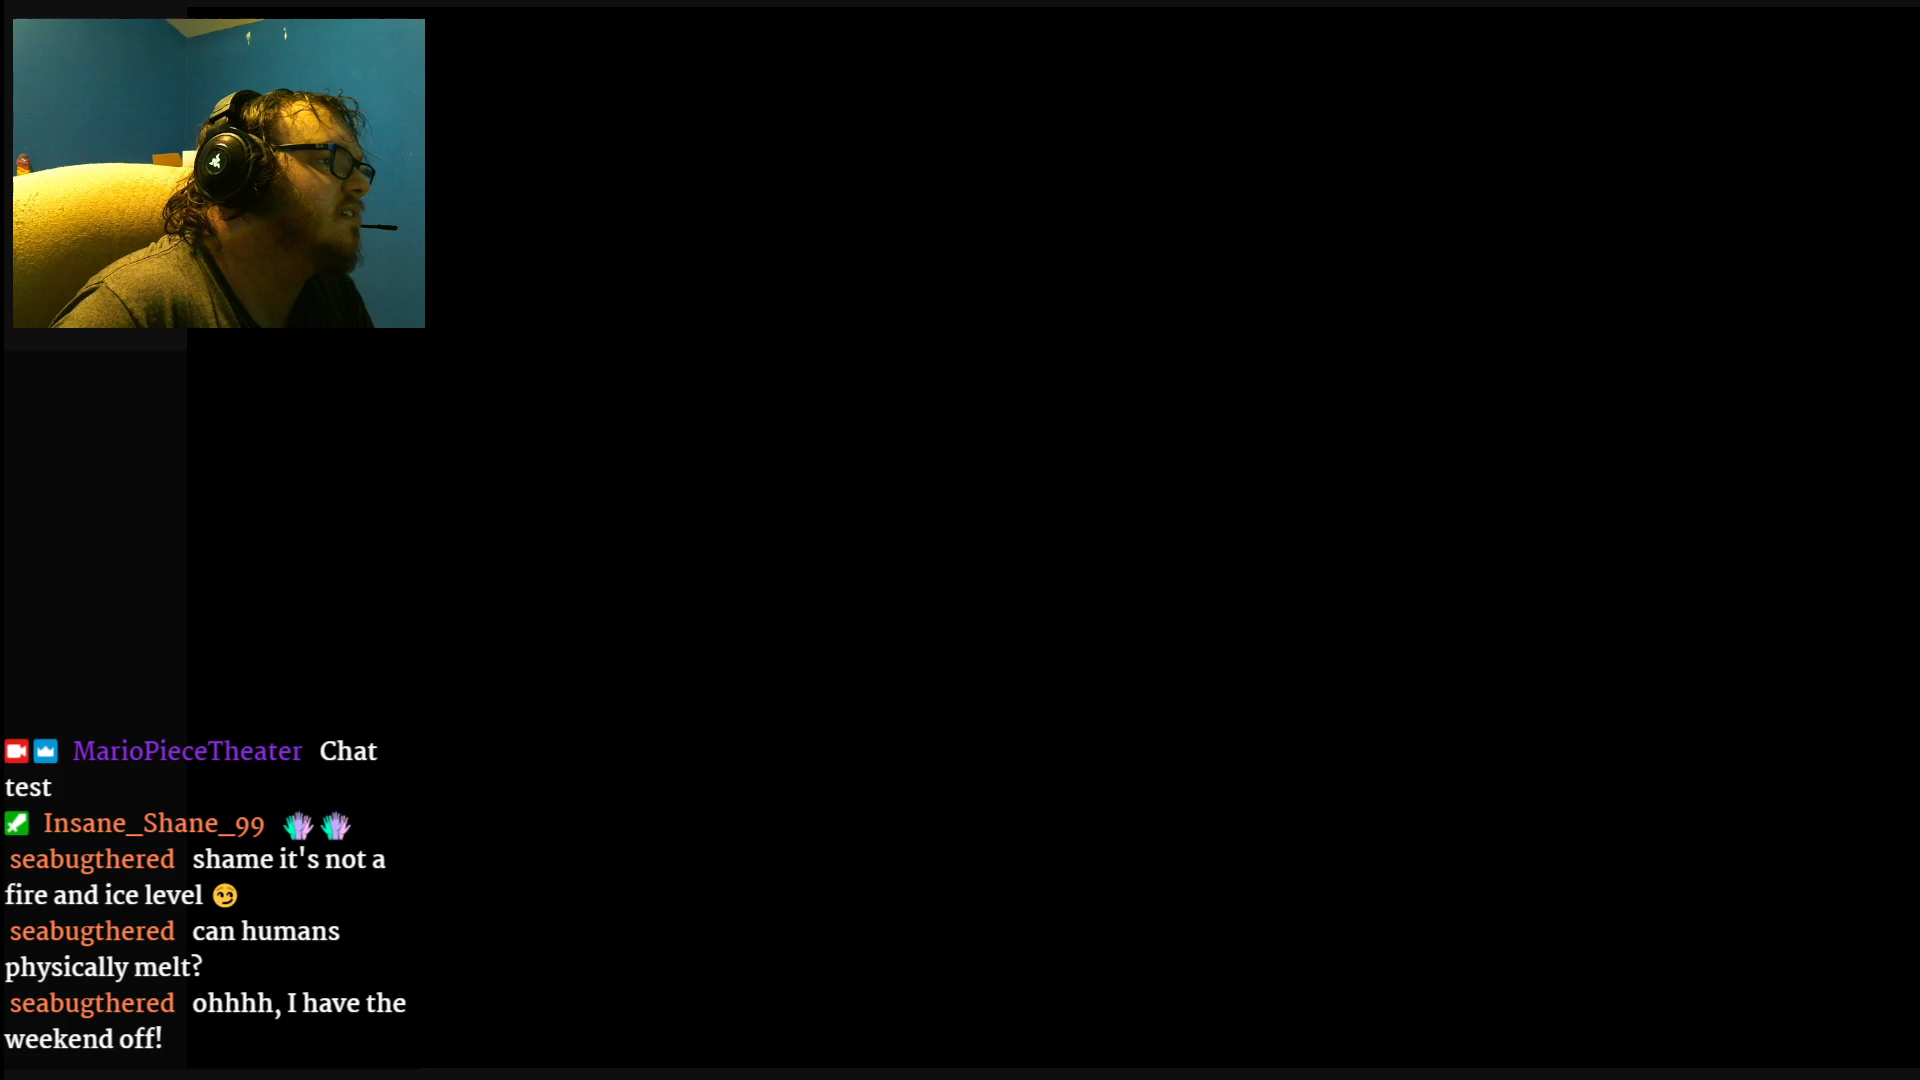 MarioPieceTheater Chat
test
Insane_Shane_99
seabugthered shame it's not a
fire and ice level
seabugthered can humans
physically melt?
seabugthered ohhhh, I have the
weekend off!